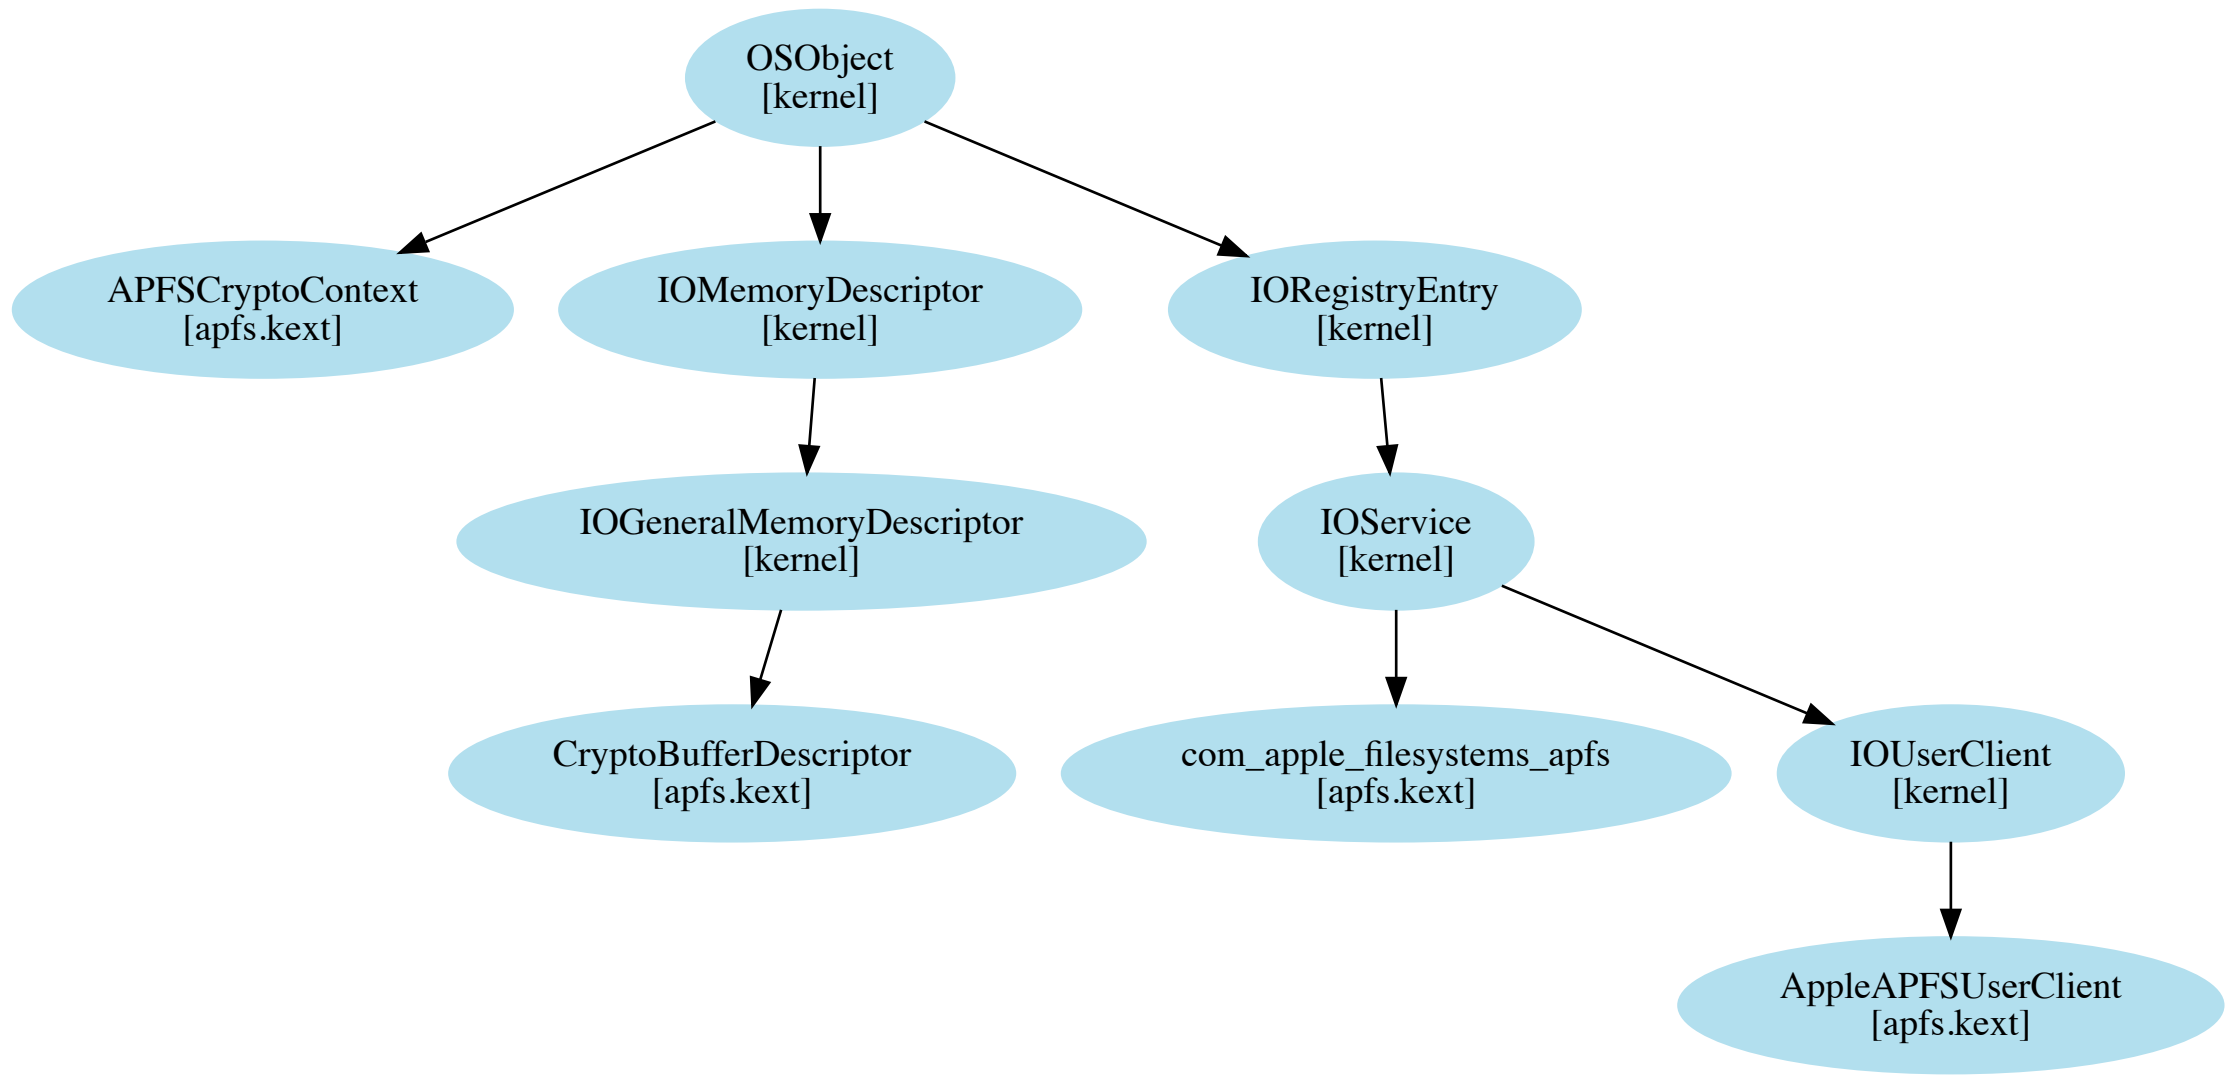 OSObject
[kernel]
APFSCryptoContext
[apfs.kext]
IOMemoryDescriptor
[kernel]
IORegistryEntry
[kernel]
IOGeneralMemoryDescriptor
[kernel]
IOService
[kernel]
CryptoBufferDescriptor
[apfs.kext]
com_apple_filesystems_apfs
[apfs.kext]
IOUserClient
[kernel]
AppleAPFSUserClient
[apfs.kext]